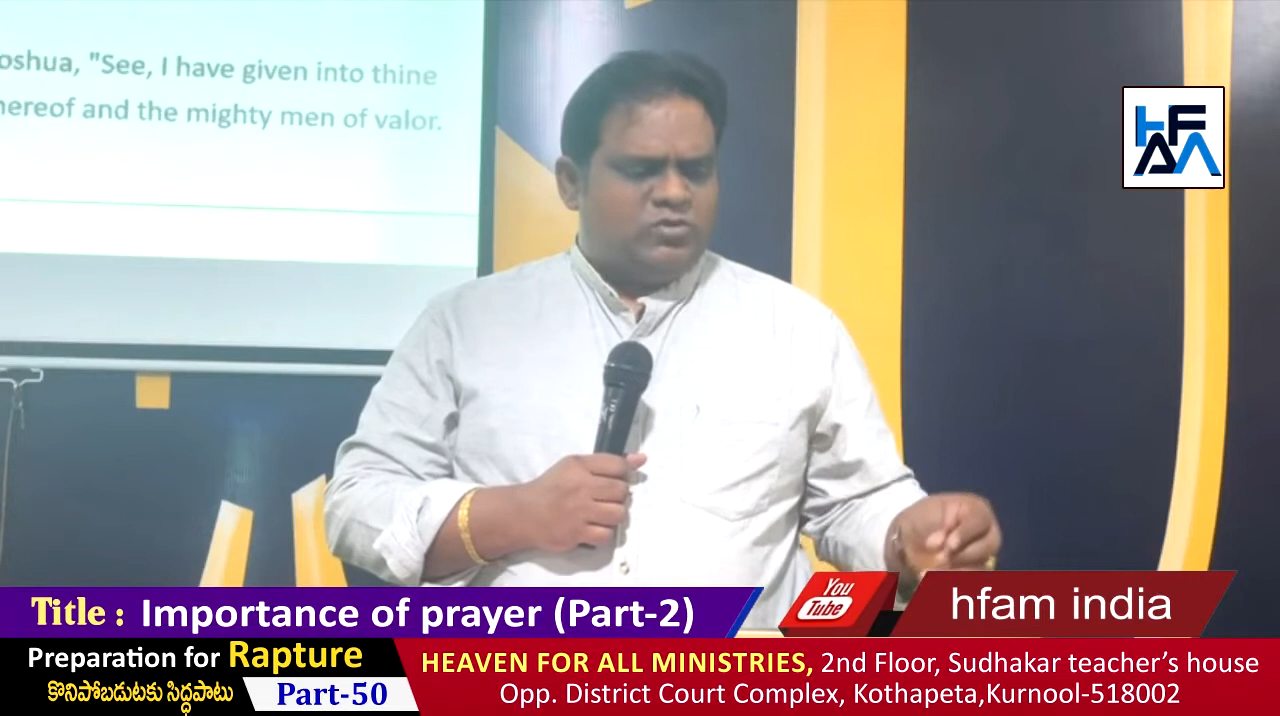 oshua, "See, I have given into thine
hereof and the mighty men of valor.
HFAM
Title : Importance of prayer (Part-2)
You
Tube
hfam india
Preparation for Rapture
కొనిపోబడుటకు సిద్ధపాటు
Part-50
HEAVEN FOR ALL MINISTRIES, 2nd Floor, Sudhakar teacher’s house
Opp. District Court Complex, Kothapeta,Kurnool-518002